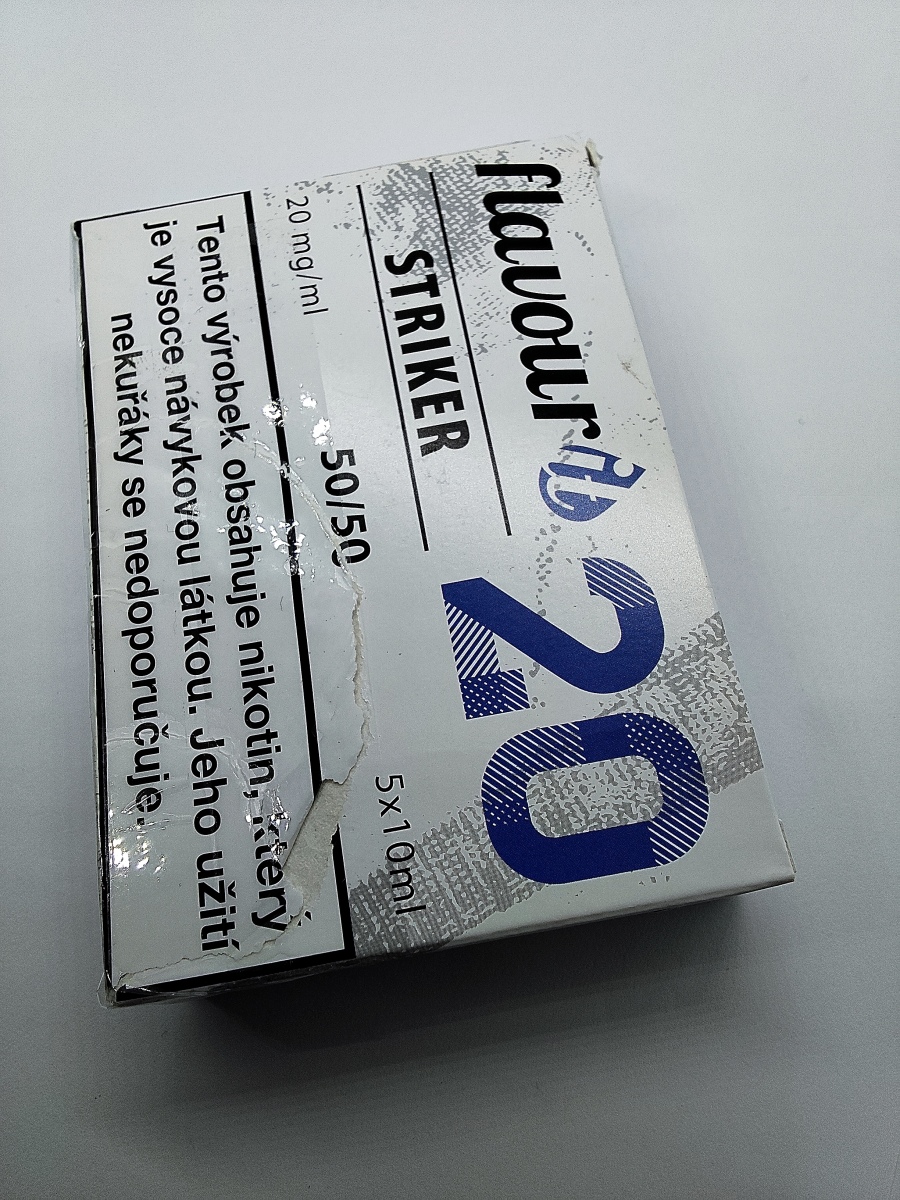 flavourit
STRIKER
20
20 mg/ml
50/50
5x10ml
Tento výrobek obsahuje nikotin, který
je vysoce návykovou látkou. Jeho užití
nekuřáky se nedoporučuje.